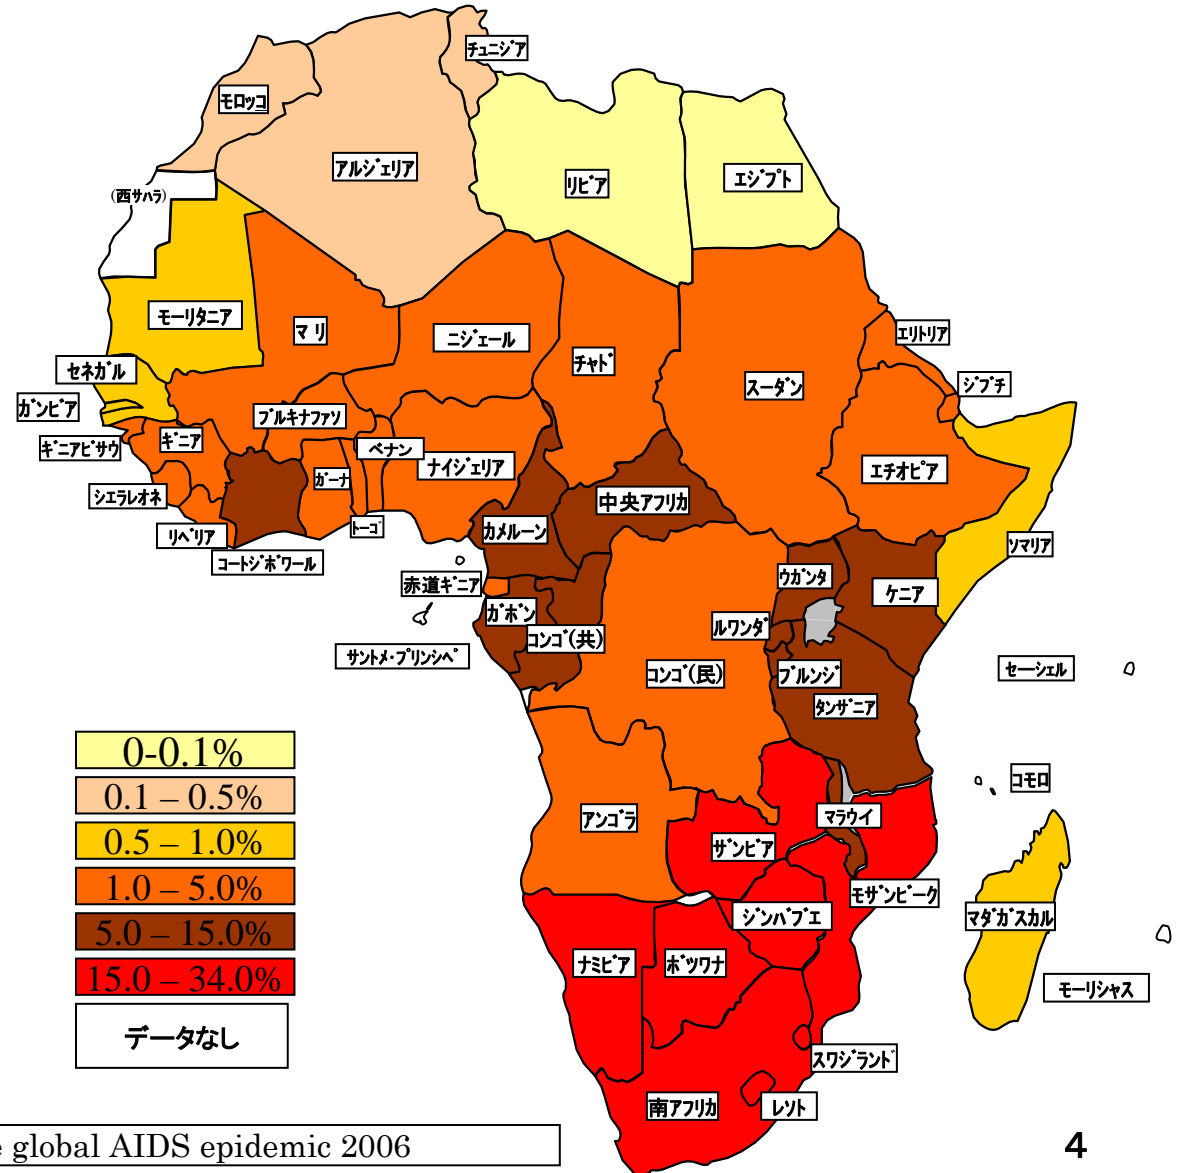 チュニジア
モロッコ
アルジェリア
リビア
エジプト
(西サハラ)
モーリタニア
マリ
ニジェール
チャド
スーダン
エリトリア
ジブチ
セネガル
ガンビア
ギニアビサウ
ギニア
ブルキナファソ
ベナン
ガーナ
ナイジェリア
エチオピア
シエラレオネ
リベリア
コートジボワール
トーゴ
カメルーン
中央アフリカ
ソマリア
赤道ギニア
ガボン
コンゴ(共)
サントメ・プリンシペ
ウガンダ
ケニア
ルワンダ
コンゴ(民)
ブルンジ
タンザニア
セーシェル
コモロ
アンゴラ
ザンビア
マラウイ
モザンビーク
ジンバブエ
マダガスカル
ナミビア
ボツワナ
モーリシャス
スワジランド
南アフリカ
レソト
0-0.1%
0.1 – 0.5%
0.5 – 1.0%
1.0 – 5.0%
5.0 – 15.0%
15.0 – 34.0%
データなし
global AIDS epidemic 2006
4